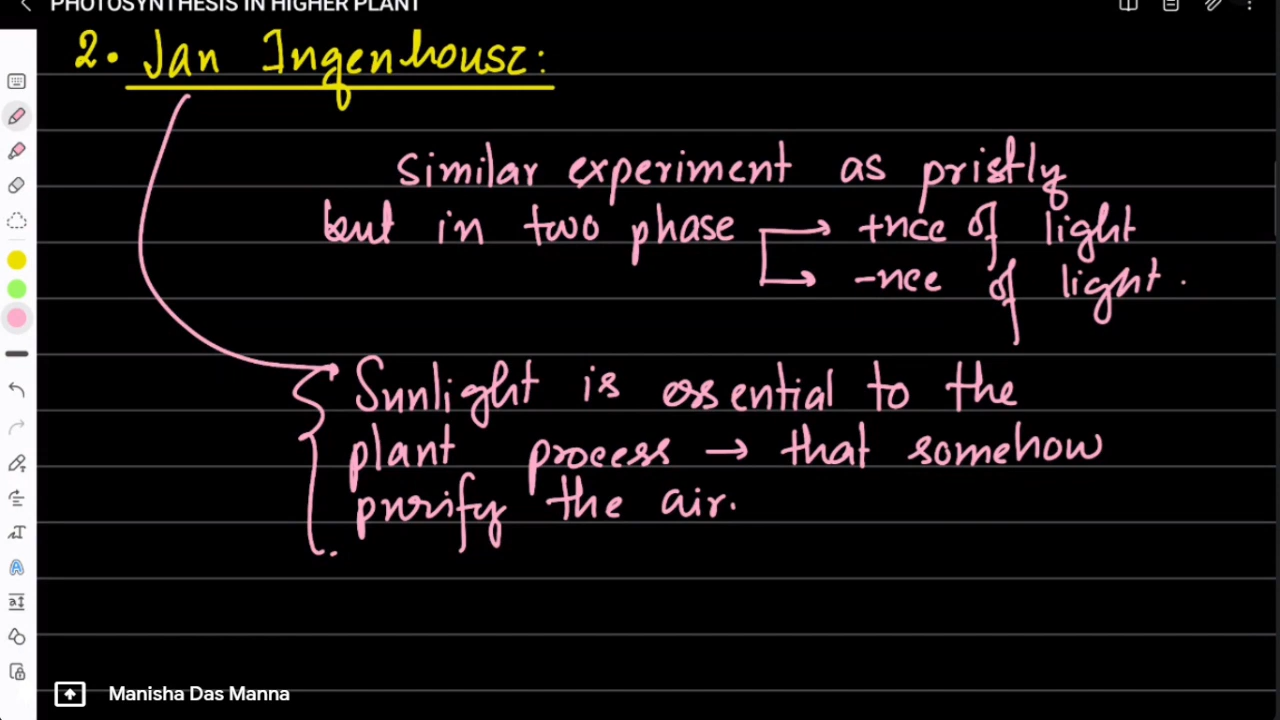 PHOTOSYNTHESIS IN HIGHER PLANT
2. Jan Ingenhousz:
Similar experiment as pristly
but in two phase → +nce of light
→ -nce of light.
Sunlight is essential to the
plant process → that somehow
purify the air.
Manisha Das Manna